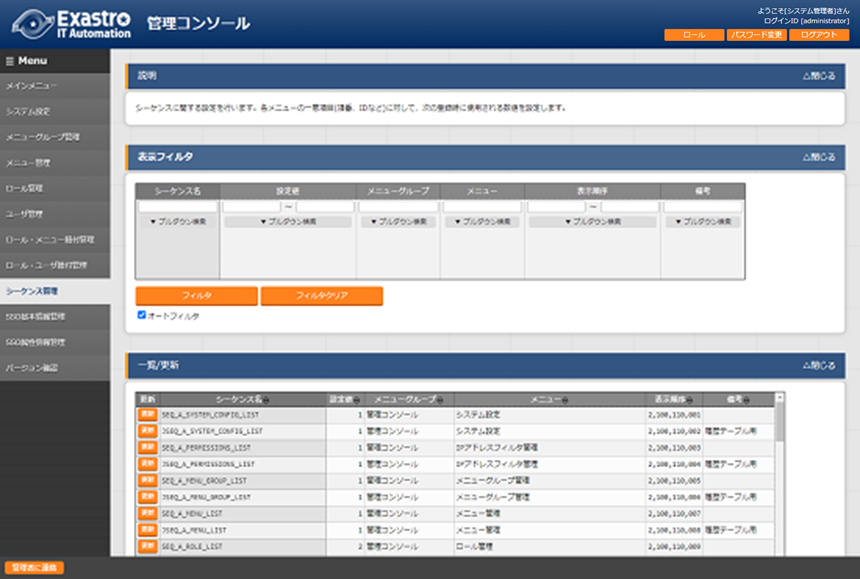 Exastro
IT Automation
管理コンソール
ようこそ[システム管理者]さん
ログインID [administrator]
ロール パスワード変更 ログアウト
Menu
メインメニュー
システム設定
メニューグループ管理
メニュー管理
ロール管理
ユーザ管理
ロール・メニュー紐付管理
ロール・ユーザ紐付管理
シーケンス管理
SSO基本情報管理
SSO属性情報管理
バージョン確認
説明 △閉じる
シーケンスに関する設定を行います。各メニューの一意項目(項番、IDなど)に対して、次の登録時に使用される数値を設定します。
表示フィルタ △閉じる
シーケンス名 設定値 メニューグループ メニュー 表示順序 備考
～ ～
▼プルダウン検索 ▼プルダウン検索 ▼プルダウン検索 ▼プルダウン検索 ▼プルダウン検索 ▼プルダウン検索
フィルタ フィルタクリア
オートフィルタ
一覧/更新 △閉じる
更新 シーケンス名 設定値 メニューグループ メニュー 表示順序 備考
更新 SEQ_A_SYSTEM_CONFIG_LIST 1 管理コンソール システム設定 2,100,110,001
更新 JSEQ_A_SYSTEM_CONFIG_LIST 1 管理コンソール システム設定 2,100,110,002 履歴テーブル用
更新 SEQ_A_PERMISSIONS_LIST 1 管理コンソール IPアドレスフィルタ管理 2,100,110,003
更新 JSEQ_A_PERMISSIONS_LIST 1 管理コンソール IPアドレスフィルタ管理 2,100,110,004 履歴テーブル用
更新 SEQ_A_MENU_GROUP_LIST 1 管理コンソール メニューグループ管理 2,100,110,005
更新 JSEQ_A_MENU_GROUP_LIST 1 管理コンソール メニューグループ管理 2,100,110,006 履歴テーブル用
更新 SEQ_A_MENU_LIST 1 管理コンソール メニュー管理 2,100,110,007
更新 JSEQ_A_MENU_LIST 1 管理コンソール メニュー管理 2,100,110,008 履歴テーブル用
更新 SEQ_A_ROLE_LIST 2 管理コンソール ロール管理 2,100,110,009
管理者に連絡